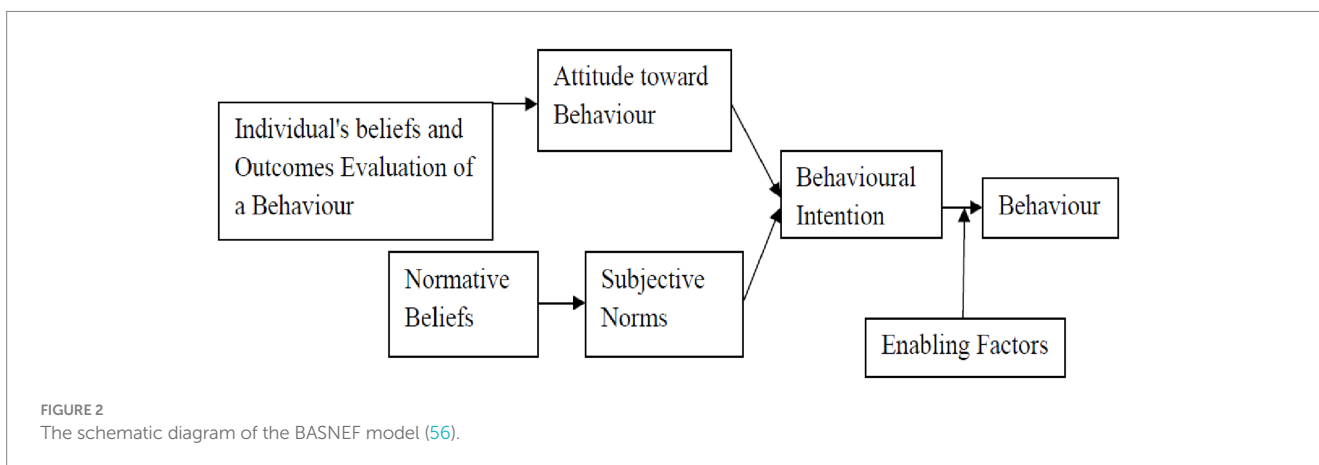 Individual's beliefs and
Outcomes Evaluation of
a Behaviour
Attitude toward
Behaviour
Normative
Beliefs
Subjective
Norms
Behavioural
Intention
Behaviour
Enabling Factors
FIGURE 2
The schematic diagram of the BASNEF model (56).